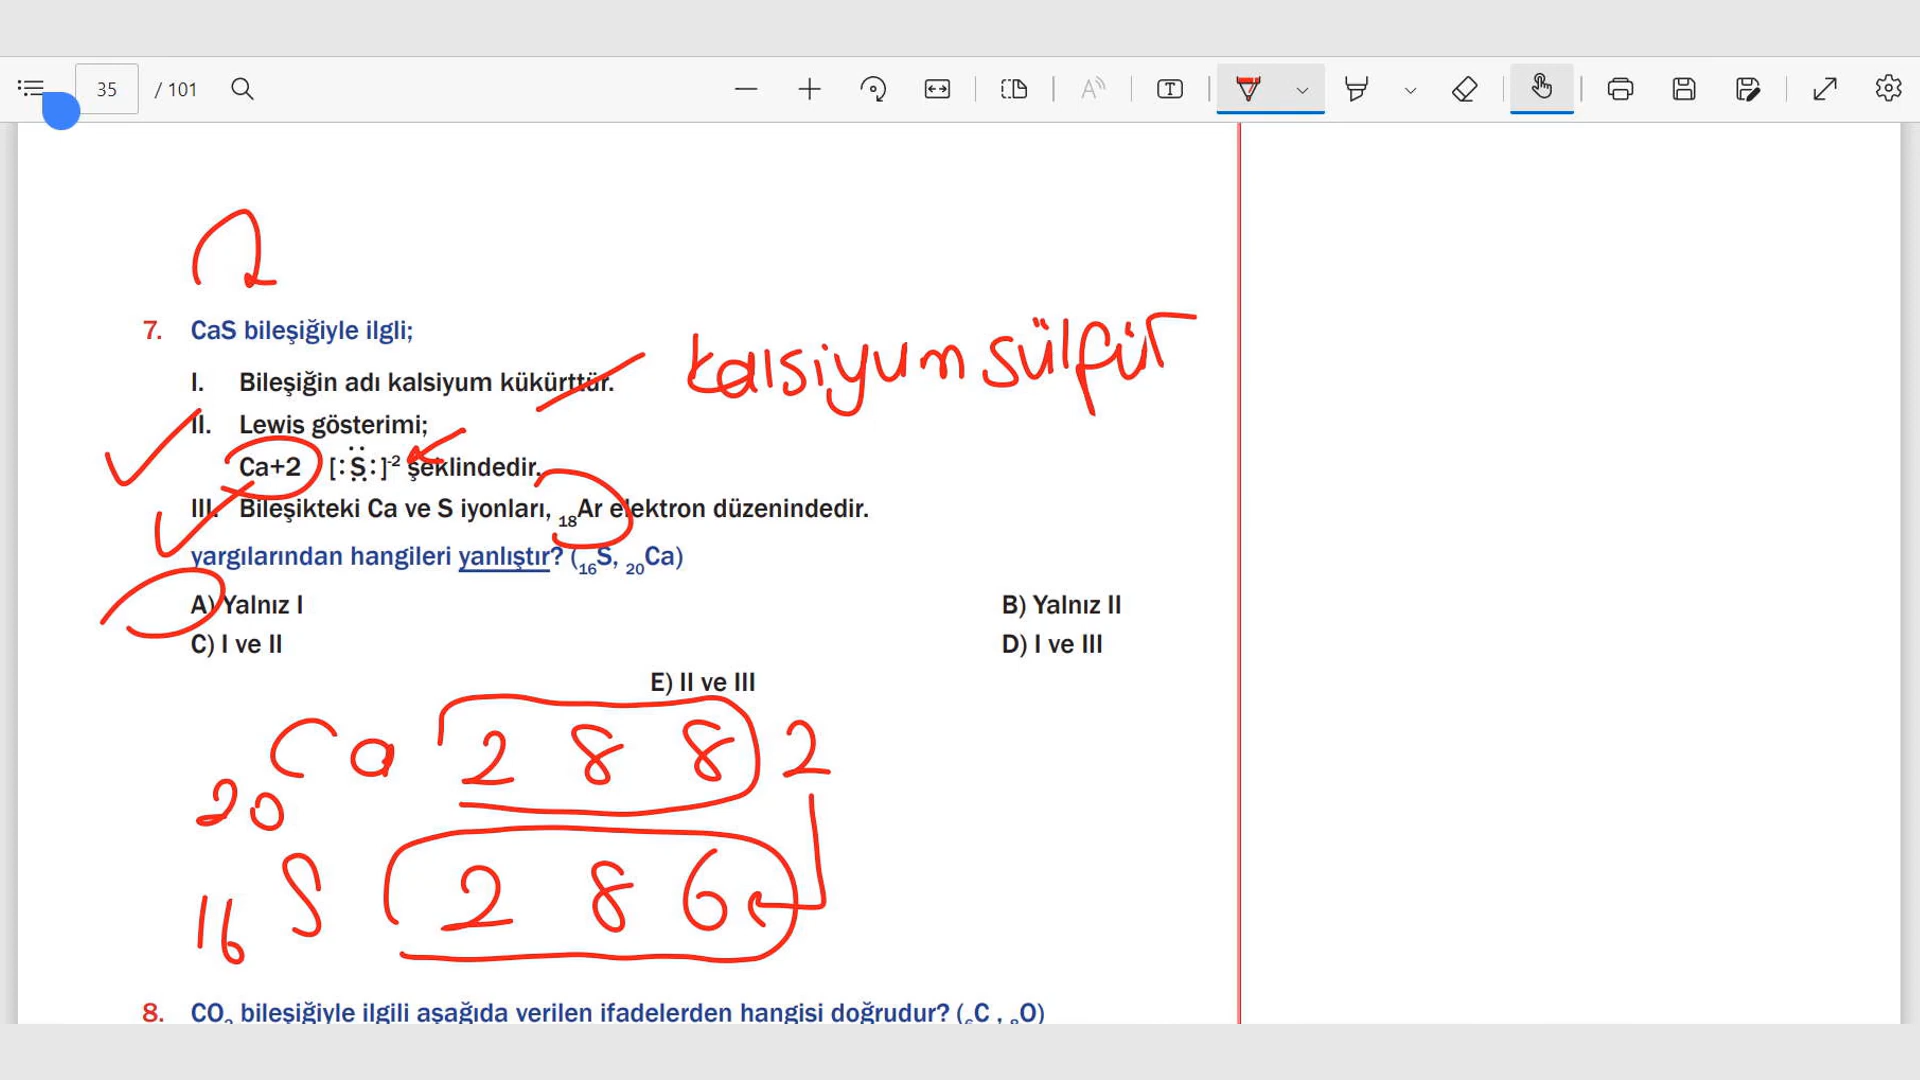 35 / 101
2
7. CaS bileşiğiyle ilgli;
kalsiyum sülfür
I. Bileşiğin adı kalsiyum kükürttür.
II. Lewis gösterimi;
Ca+2 [:S:]-2 şeklindedir.
III. Bileşikteki Ca ve S iyonları, 18Ar elektron düzenindedir.
yargılarından hangileri yanlıştır? (16S, 20Ca)
A) Yalnız I B) Yalnız II
C) I ve II D) I ve III
E) II ve III
20 Ca 2 8 8 2
16 S 2 8 6
8. CO2 bileşiğiyle ilgili aşağıda verilen ifadelerden hangisi doğrudur? (6C , 8O)